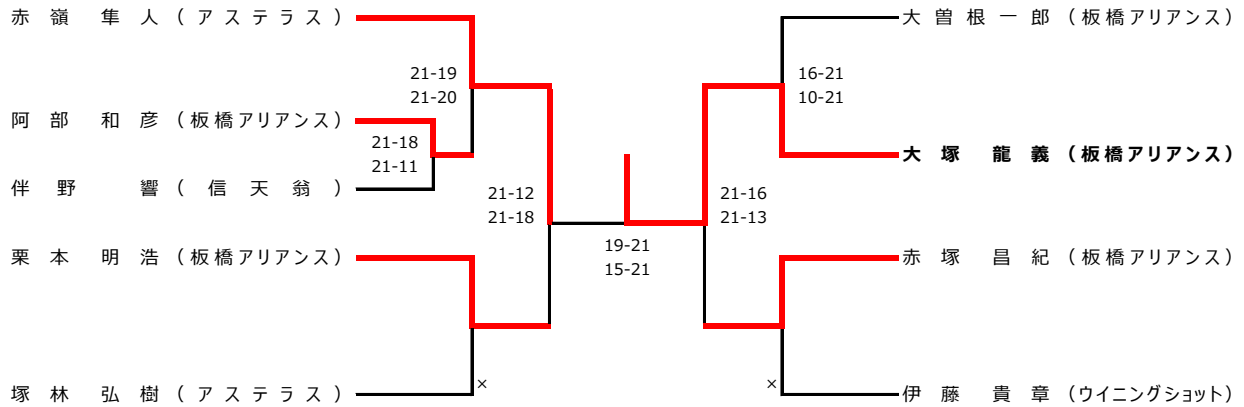 赤嶺 隼人 (アステラス)
大曽根一郎 (板橋アリアンス)
21-19
21-20
16-21
10-21
阿部 和彦 (板橋アリアンス)
21-18
21-11
大塚 龍義 (板橋アリアンス)
伴野 響 (信天翁)
21-12
21-18
21-16
21-13
19-21
15-21
栗本 明浩 (板橋アリアンス)
赤塚 昌紀 (板橋アリアンス)
×
×
塚林 弘樹 (アステラス)
伊藤 貴章 (ウイニングショット)